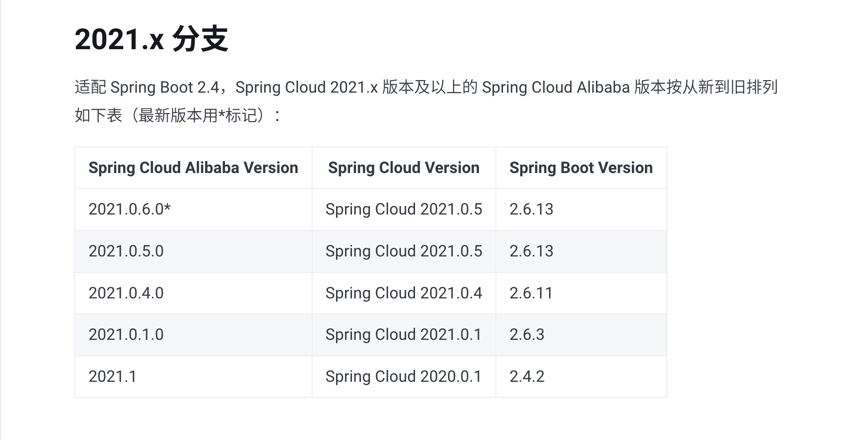 2021.x 分支
适配 Spring Boot 2.4，Spring Cloud 2021.x 版本及以上的 Spring Cloud Alibaba 版本按从新到旧排列
如下表（最新版本用*标记）：
Spring Cloud Alibaba Version Spring Cloud Version Spring Boot Version
2021.0.6.0* Spring Cloud 2021.0.5 2.6.13
2021.0.5.0 Spring Cloud 2021.0.5 2.6.13
2021.0.4.0 Spring Cloud 2021.0.4 2.6.11
2021.0.1.0 Spring Cloud 2021.0.1 2.6.3
2021.1 Spring Cloud 2020.0.1 2.4.2